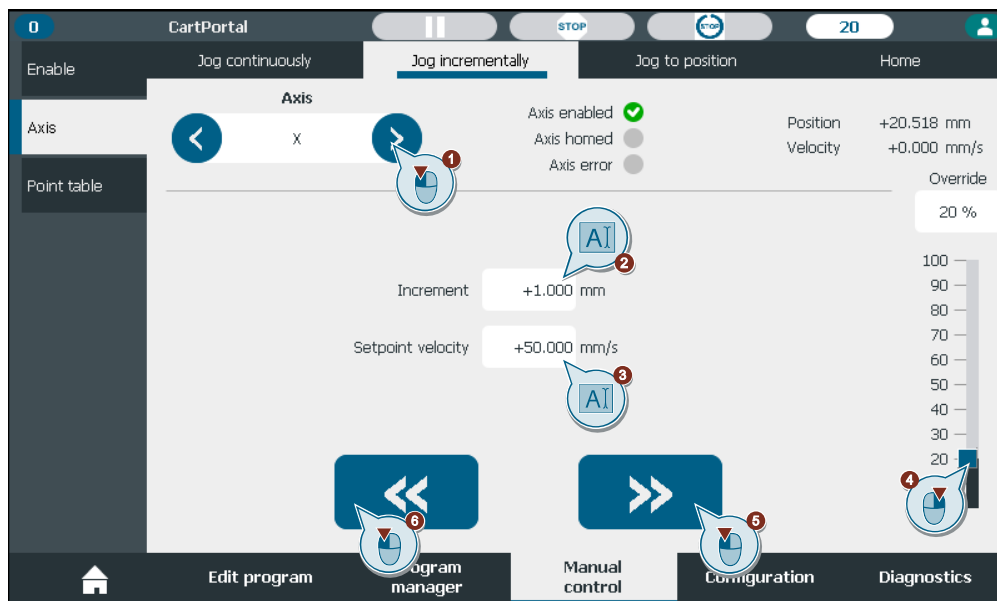 0 CartPortal STOP STOP 20
Enable Jog continuously Jog incrementally Jog to position Home
Axis
Axis
X
1
Axis enabled
Axis homed
Axis error
Position +20.518 mm
Velocity +0.000 mm/s
Point table
Override
20 %
AI
2
Increment +1.000 mm
Setpoint velocity +50.000 mm/s
3
AI
100
90
80
70
60
50
40
30
20
4
6
5
Edit program
manager
Manual
control
Configuration
Diagnostics